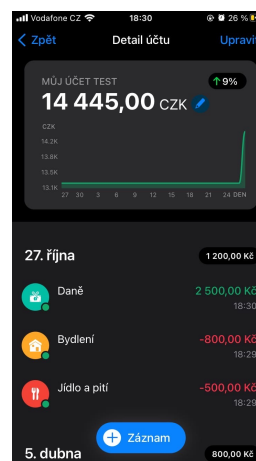 Vodafone CZ 18:30 26 %
Zpět Detail účtu Upravit
MŮJ ÚČET TEST 9%
14 445,00 CZK
CZK
14.2K
13.8K
13.5K
13.1K
27 30 3 6 9 12 15 18 21 24 DEN
27. října 1 200,00 Kč
Daně 2 500,00 Kč
18:30
Bydlení -800,00 Kč
18:29
Jídlo a pití -500,00 Kč
18:29
Záznam
5. dubna 800,00 Kč